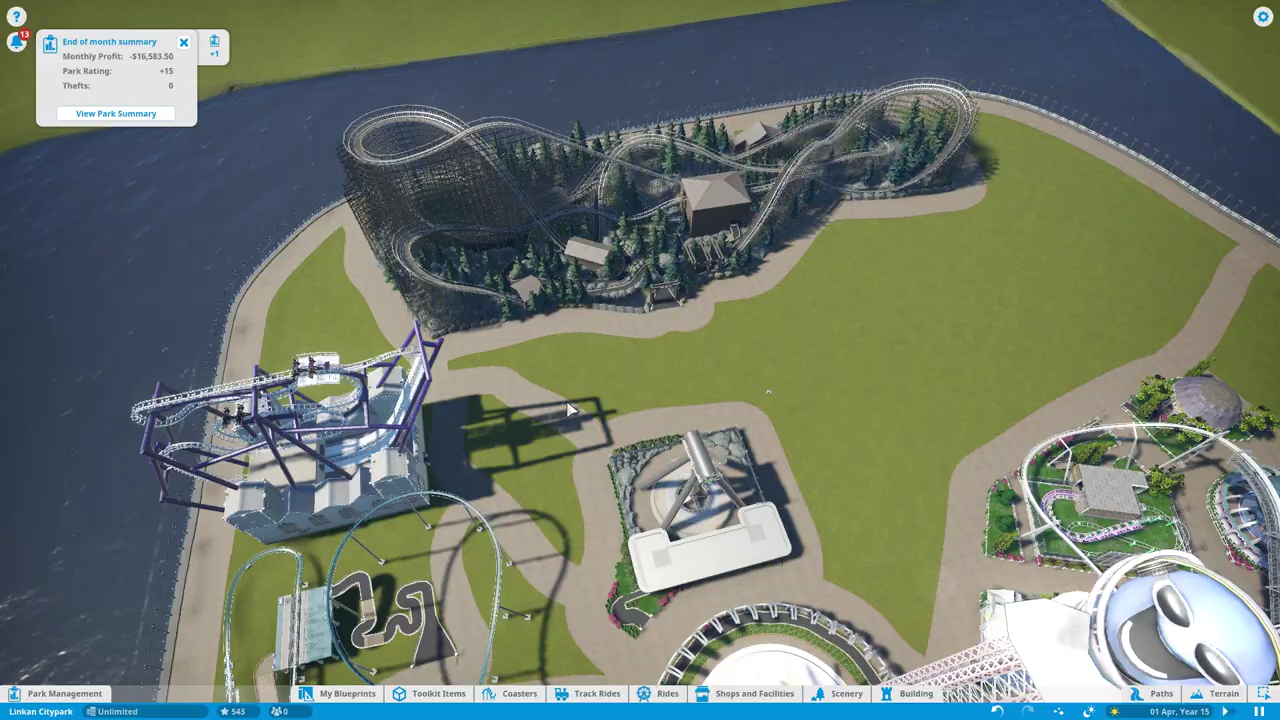 ?
13
End of month summary
+1
Monthly Profit: -$16,583.50
Park Rating: +15
Thefts: 0
View Park Summary
Park Management
My Blueprints
Toolkit Items
Coasters
Track Rides
Rides
Shops and Facilities
Scenery
Building
Paths
Terrain
Linkan Citypark
Unlimited
543
0
01 Apr, Year 15